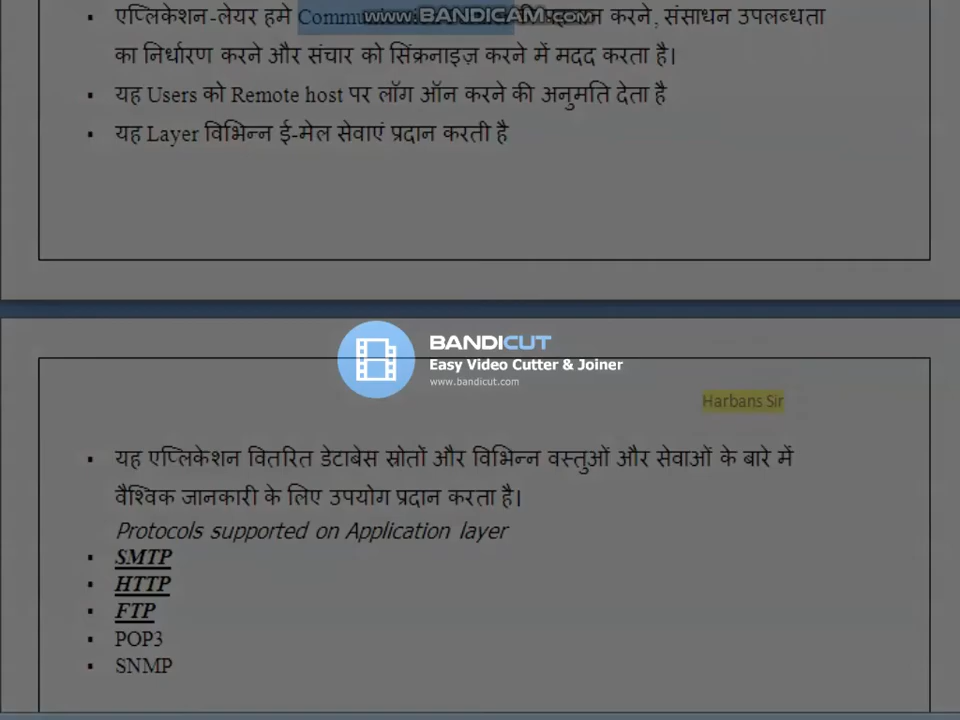 एप्लिकेशन-लेयर हमे करने, संसाधन उपलब्धता
www.BANDICAM.com
का निर्धारण करने और संचार को सिंक्रनाइज़ करने में मदद करता है।
▪ यह Users को Remote host पर लॉग ऑन करने की अनुमति देता है
▪ यह Layer विभिन्न ई-मेल सेवाएं प्रदान करती है
BANDICUT
Easy Video Cutter & Joiner
www.bandicut.com
Harbans Sir
▪ यह एप्लिकेशन वितरित डेटाबेस स्रोतों और विभिन्न वस्तुओं और सेवाओं के बारे में
वैश्विक जानकारी के लिए उपयोग प्रदान करता है।
Protocols supported on Application layer
▪ SMTP
▪ HTTP
▪ FTP
▪ POP3
▪ SNMP